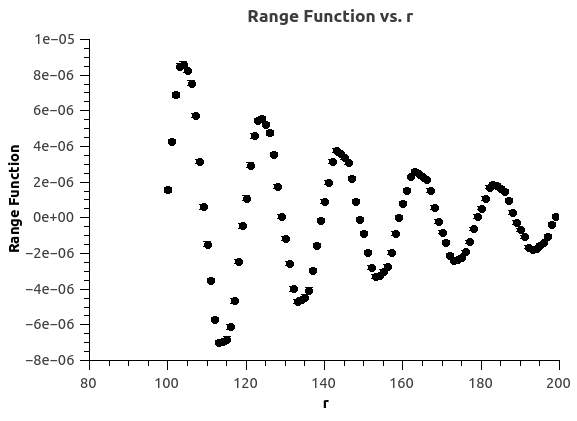 Range Function vs. r
1e−05
8e−06
6e−06
4e−06
2e−06
0e+00
−2e−06
−4e−06
−6e−06
−8e−06
Range Function
80 100 120 140 160 180 200
r